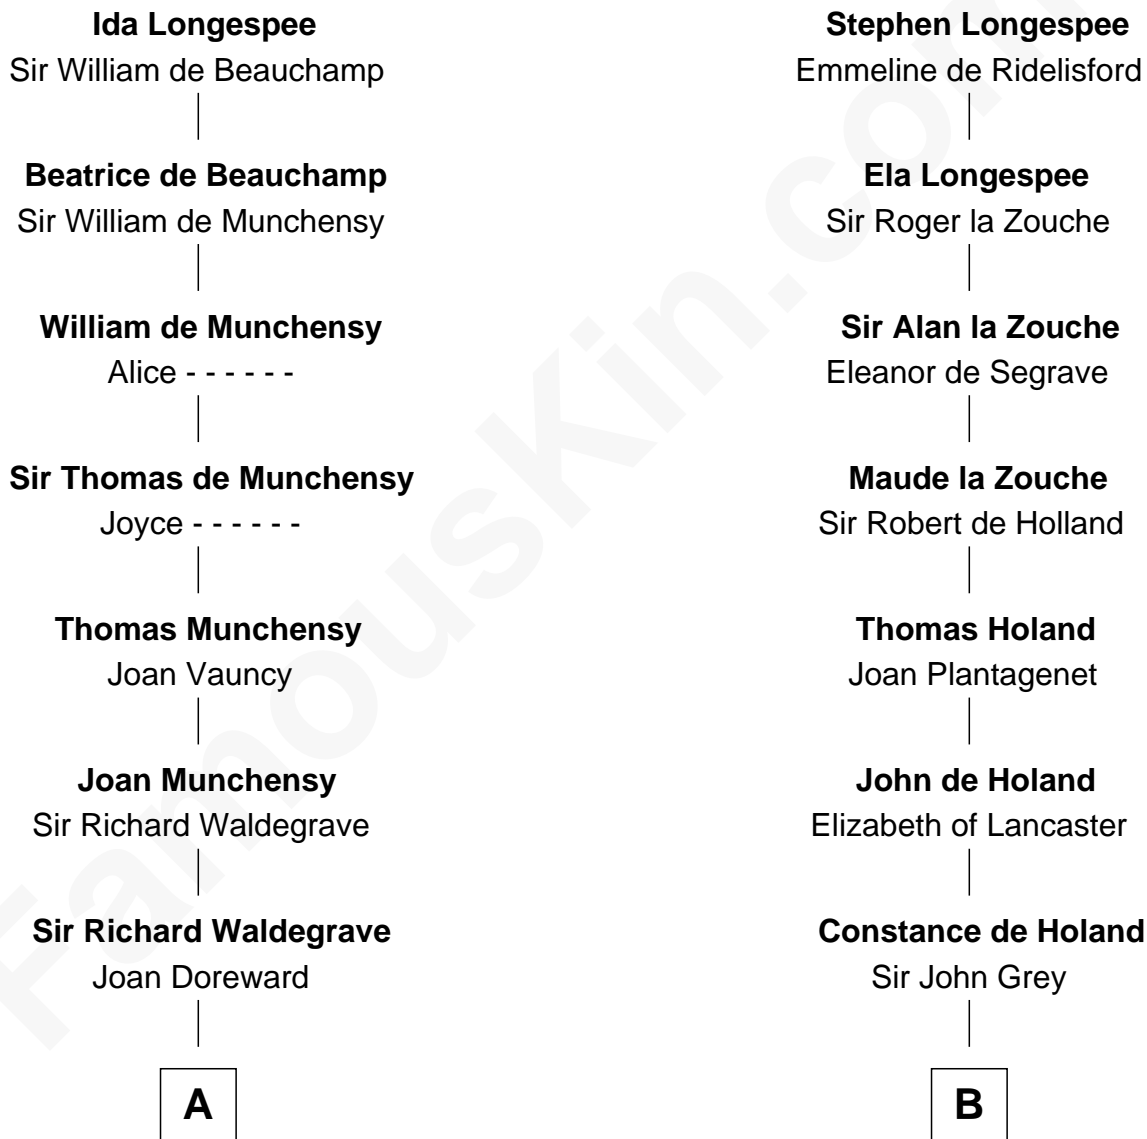 Ida Longespee
Sir William de Beauchamp
Beatrice de Beauchamp
Sir William de Munchensy
William de Munchensy
Alice - - - - - -
Sir Thomas de Munchensy
Joyce - - - - - -
Thomas Munchensy
Joan Vauncy
Joan Munchensy
Sir Richard Waldegrave
Sir Richard Waldegrave
Joan Doreward
A
Stephen Longespee
Emmeline de Ridelisford
Ela Longespee
Sir Roger la Zouche
Sir Alan la Zouche
Eleanor de Segrave
Maude la Zouche
Sir Robert de Holland
Thomas Holand
Joan Plantagenet
John de Holand
Elizabeth of Lancaster
Constance de Holand
Sir John Grey
B
FamousKin.com